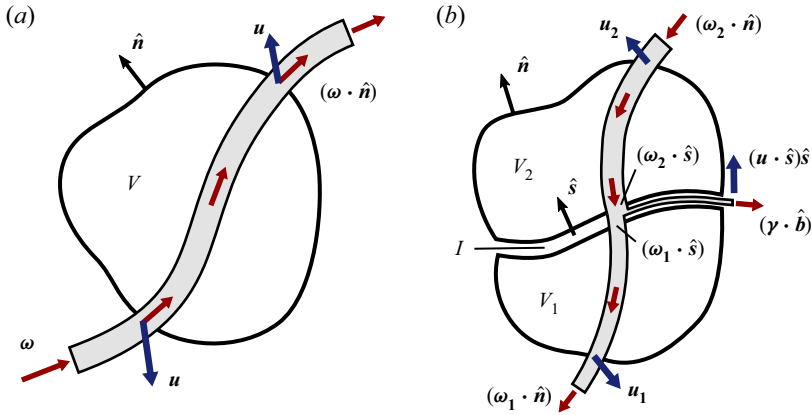 (a)
n̂
u
(ω · n̂)
V
ω
u
(b)
u₂
(ω₂ · n̂)
n̂
V₂
ŝ
(ω₂ · ŝ)
(u · ŝ)ŝ
(γ · b̂)
I
(ω₁ · ŝ)
V₁
(ω₁ · n̂)
u₁